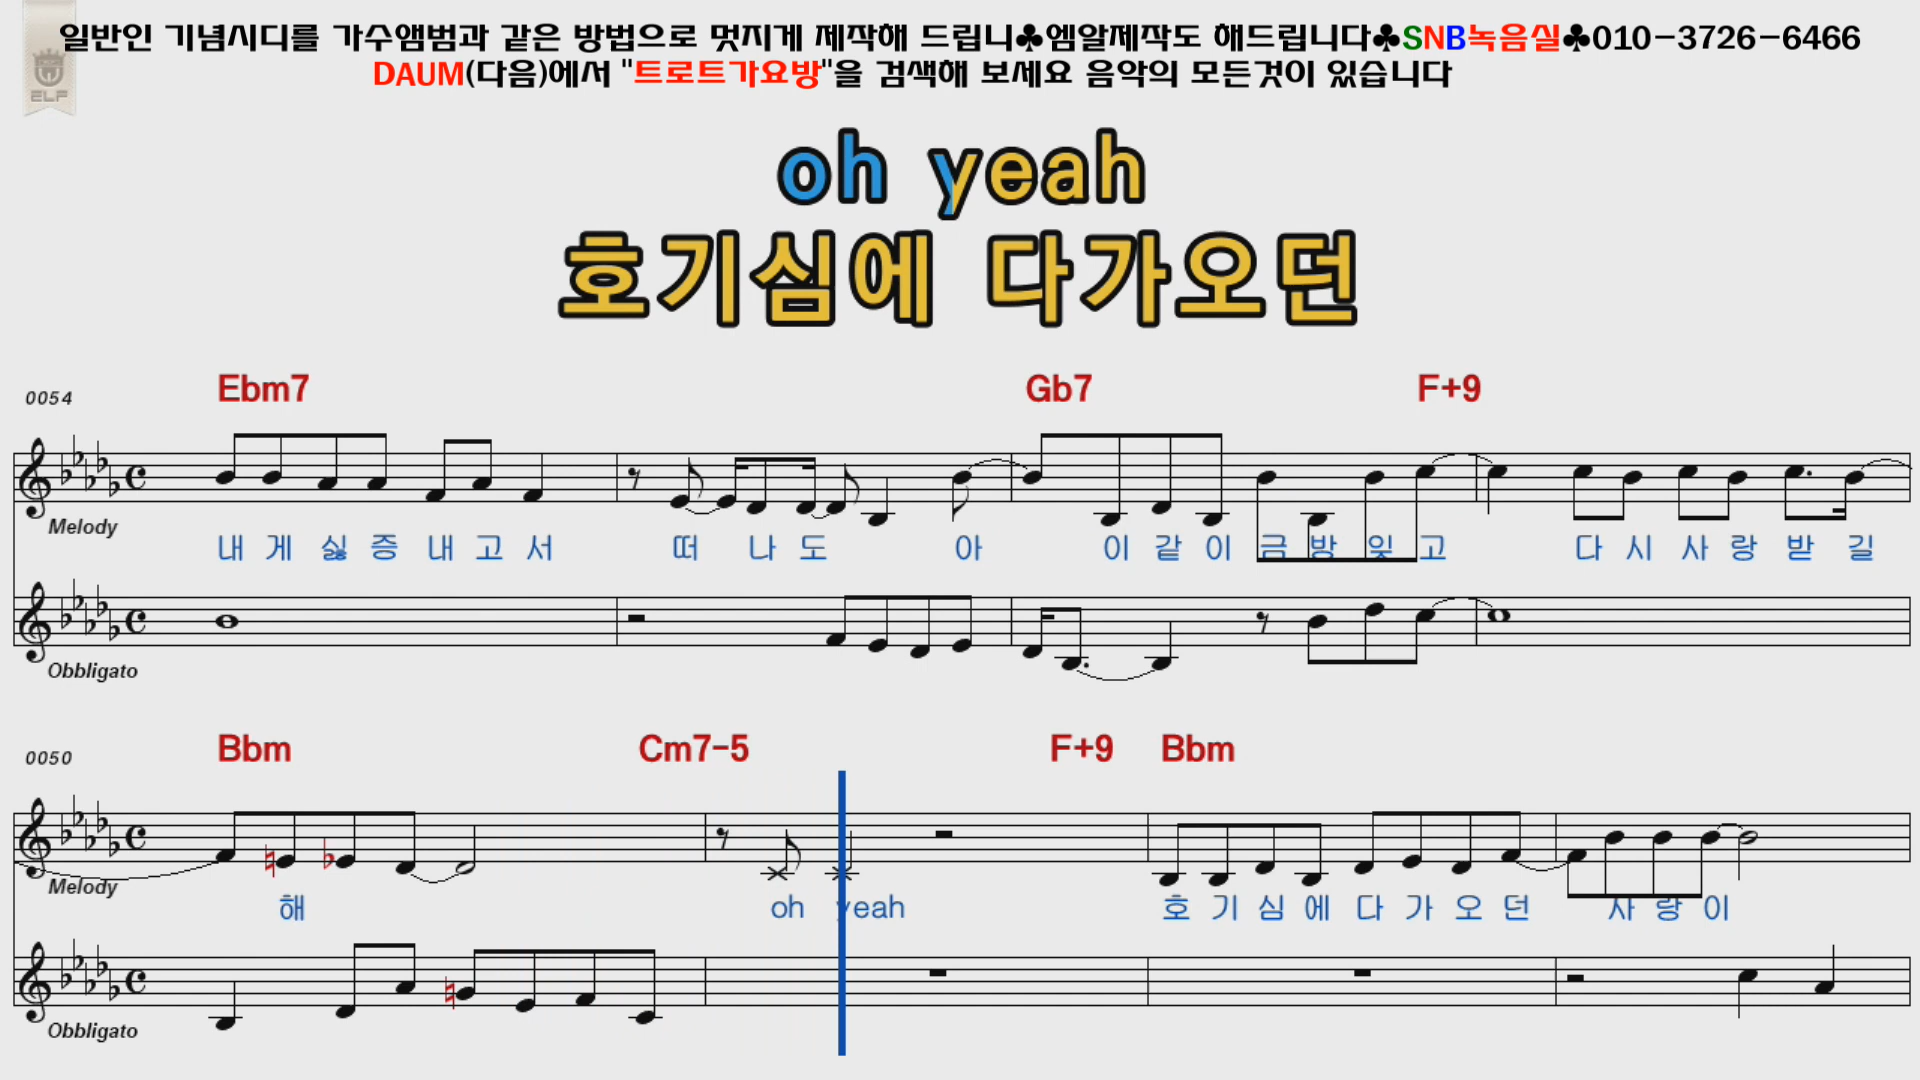 일반인 기념시디를 가수앨범과 같은 방법으로 멋지게 제작해 드립니♣엠알제작도 해드립니다♣SNB녹음실♣010-3726-6466
DAUM(다음)에서 "트로트가요방"을 검색해 보세요 음악의 모든것이 있습니다
ELF
oh yeah
호기심에 다가오던
0054 Ebm7 Gb7 F+9
Melody
내 게 싫 증 내 고 서 떠 나 도 아 이 같 이 금 방 잊 고 다 시 사 랑 받 길
Obbligato
0050 Bbm Cm7-5 F+9 Bbm
Melody
해 oh yeah 호 기 심 에 다 가 오 던 사 랑 이
Obbligato